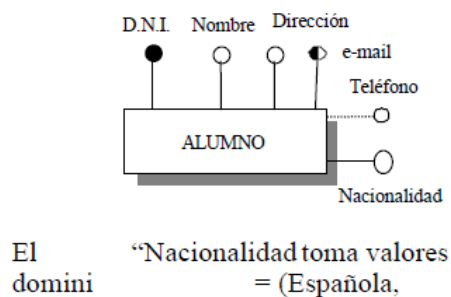 D.N.I. Nombre Dirección
e-mail
Teléfono
ALUMNO
Nacionalidad
El “Nacionalidad toma valores
domini = (Española,